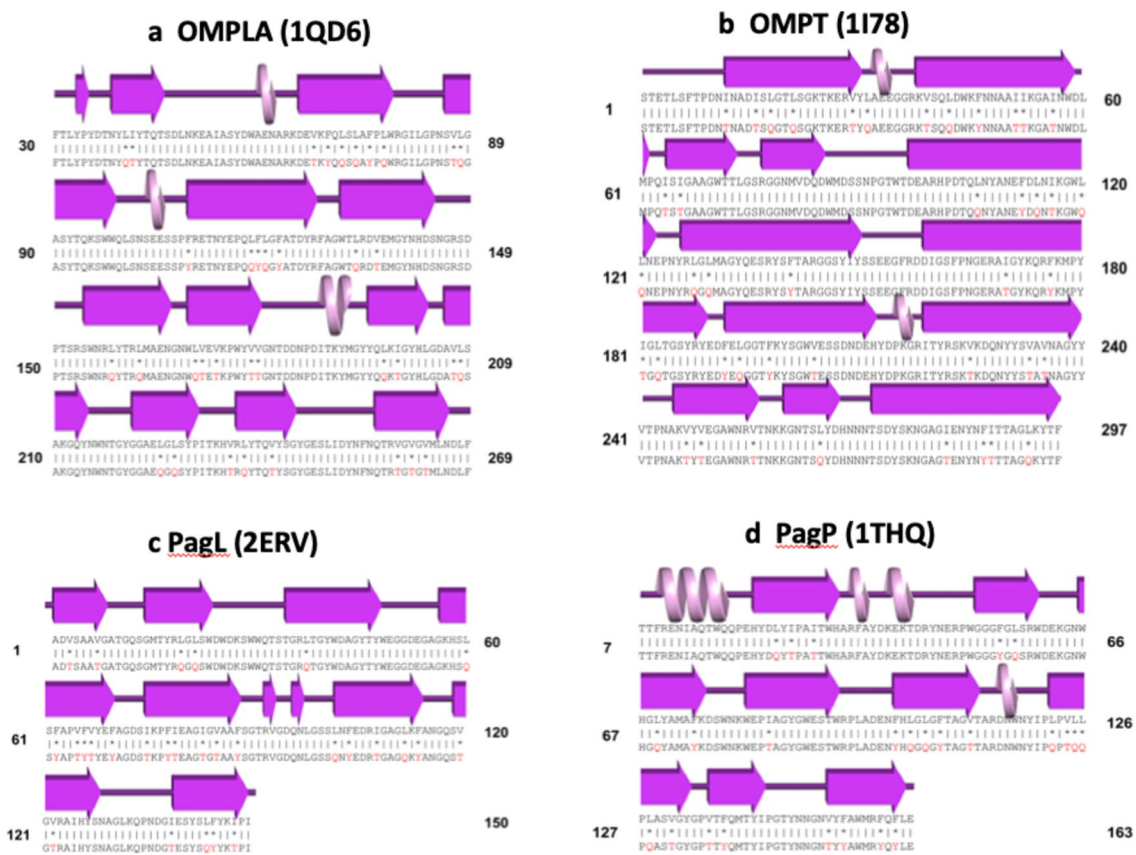 a OMPLA (1QD6)
FTLYPYDTNYLIYTQTSDLNKEAIASYDWAENARKDEVKFQLSLAFPLWRGILGPNSVLG
30 89
FTLYPYDTNYQTYTQTSDLNKEAIASYDWAENARKDETKYQQSQAYPQWRGILGPNSTQG
ASYTQKSWWQLSNSEESSPFRETNYEPQLFLGFATDYRFAGWTLRDVEMGYNHDSNGRSD
90 149
ASYTQKSWWQLSNSEESSPYRETNYEPQQYQGYATDYRFAGWTQRDTEMGYNHDSNGRSD
PTSRSWNRLYTRLMAENGNWLVEVKPWYVVGNTDDNPDITKYMGYYQLKIGYHLGDAVLS
150 209
PTSRSWNRQYTRQMAENGNWQTETKPWYTTGNTDDNPDITKYMGYYQQKTGYHLGDATQS
AKGQYNWNTGYGGAELGLSYPITKHVRLYTQVYSGYGESLIDYNFNQTRVGVGVMLNDLF
210 269
AKGQYNWNTGYGGAEQGQSYPITKHTRQYTQTYSGYGESLIDYNFNQTRTGTGTMLNDLF
b OMPT (1I78)
STETLSFTPDNINADISLGTLSGKTKERVYLAEEGGRKVSQLDWKFNNAAIIKGAINWDL
1 60
STETLSFTPDNTNADTSQGTQSGKTKERTYQAEEGGRKTSQQDWKYNNAATTKGATNWDL
MPQISIGAAGWTTLGSRGGNMVDQDWMDSSNPGTWTDEARHPDTQLNYANEFDLNIKGWL
61 120
MPQTSTGAAGWTTLGSRGGNMVDQDWMDSSNPGTWTDEARHPDTQQNYANEYDQNTKGWQ
LNEPNYRLGLMAGYQESRYSFTARGGSYIYSSEEGFRDDIGSFPNGERAIGYKQRFKMPY
121 180
QNEPNYRQGQMAGYQESRYSYTARGGSYIYSSEEGFRDDIGSFPNGERATGYKQRYKMPY
IGLTGSYRYEDFELGGTFKYSGWVESSDNDEHYDPKGRITYRSKVKDQNYYSVAVNAGYY
181 240
TGQTGSYRYEDYEQGGTYKYSGWTESSDNDEHYDPKGRITYRSKTKDQNYYSTATNAGYY
VTPNAKVYVEGAWNRVTNKKGNTSLYDHNNNTSDYSKNGAGIENYNFITTAGLKYTF
241 297
VTPNAKTYTEGAWNRTTNKKGNTSQYDHNNNTSDYSKNGAGTENYNYTTTAGQKYTF
c PagL (2ERV)
ADVSAAVGATGQSGMTYRLGLSWDWDKSWWQTSTGRLTGYWDAGYTYWEGGDEGAGKHSL
1 60
ADTSAATGATGQSGMTYRQGQSWDWDKSWWQTSTGRQTGYWDAGYTYWEGGDEGAGKHSQ
SFAPVFVYEFAGDSIKPFIEAGIGVAAFSGTRVGDQNLGSSLNFEDRIGAGLKFANGQSV
61 120
SYAPTYTYEYAGDSTKPYTEAGTGTAAYSGTRVGDQNLGSSQNYEDRTGAGQKYANGQST
GVRAIHYSNAGLKQPNDGIESYSLFYKIPI
121 150
GTRAIHYSNAGLKQPNDGTESYSQYYKTPI
d PagP (1THQ)
TTFRENIAQTWQQPEHYDLYIPAITWHARFAYDKEKTDRYNERPWGGGFGLSRWDEKGNW
7 66
TTFRENIAQTWQQPEHYDQYTPATTWHARFAYDKEKTDRYNERPWGGGYGQSRWDEKGNW
HGLYAMAFKDSWNKWEPIAGYGWESTWRPLADENFHLGLGFTAGVTARDNWNYIPLPVLL
67 126
HGQYAMAYKDSWNKWEPTAGYGWESTWRPLADENYHQGQGYTAGTTARDNWNYIPQPTQQ
PLASVGYGPVTFQMTYIPGTYNNGNVYFAWMRFQFLE
127 163
PQASTGYGPTTYQMTYIPGTYNNGNTYYAWMRYQYLE